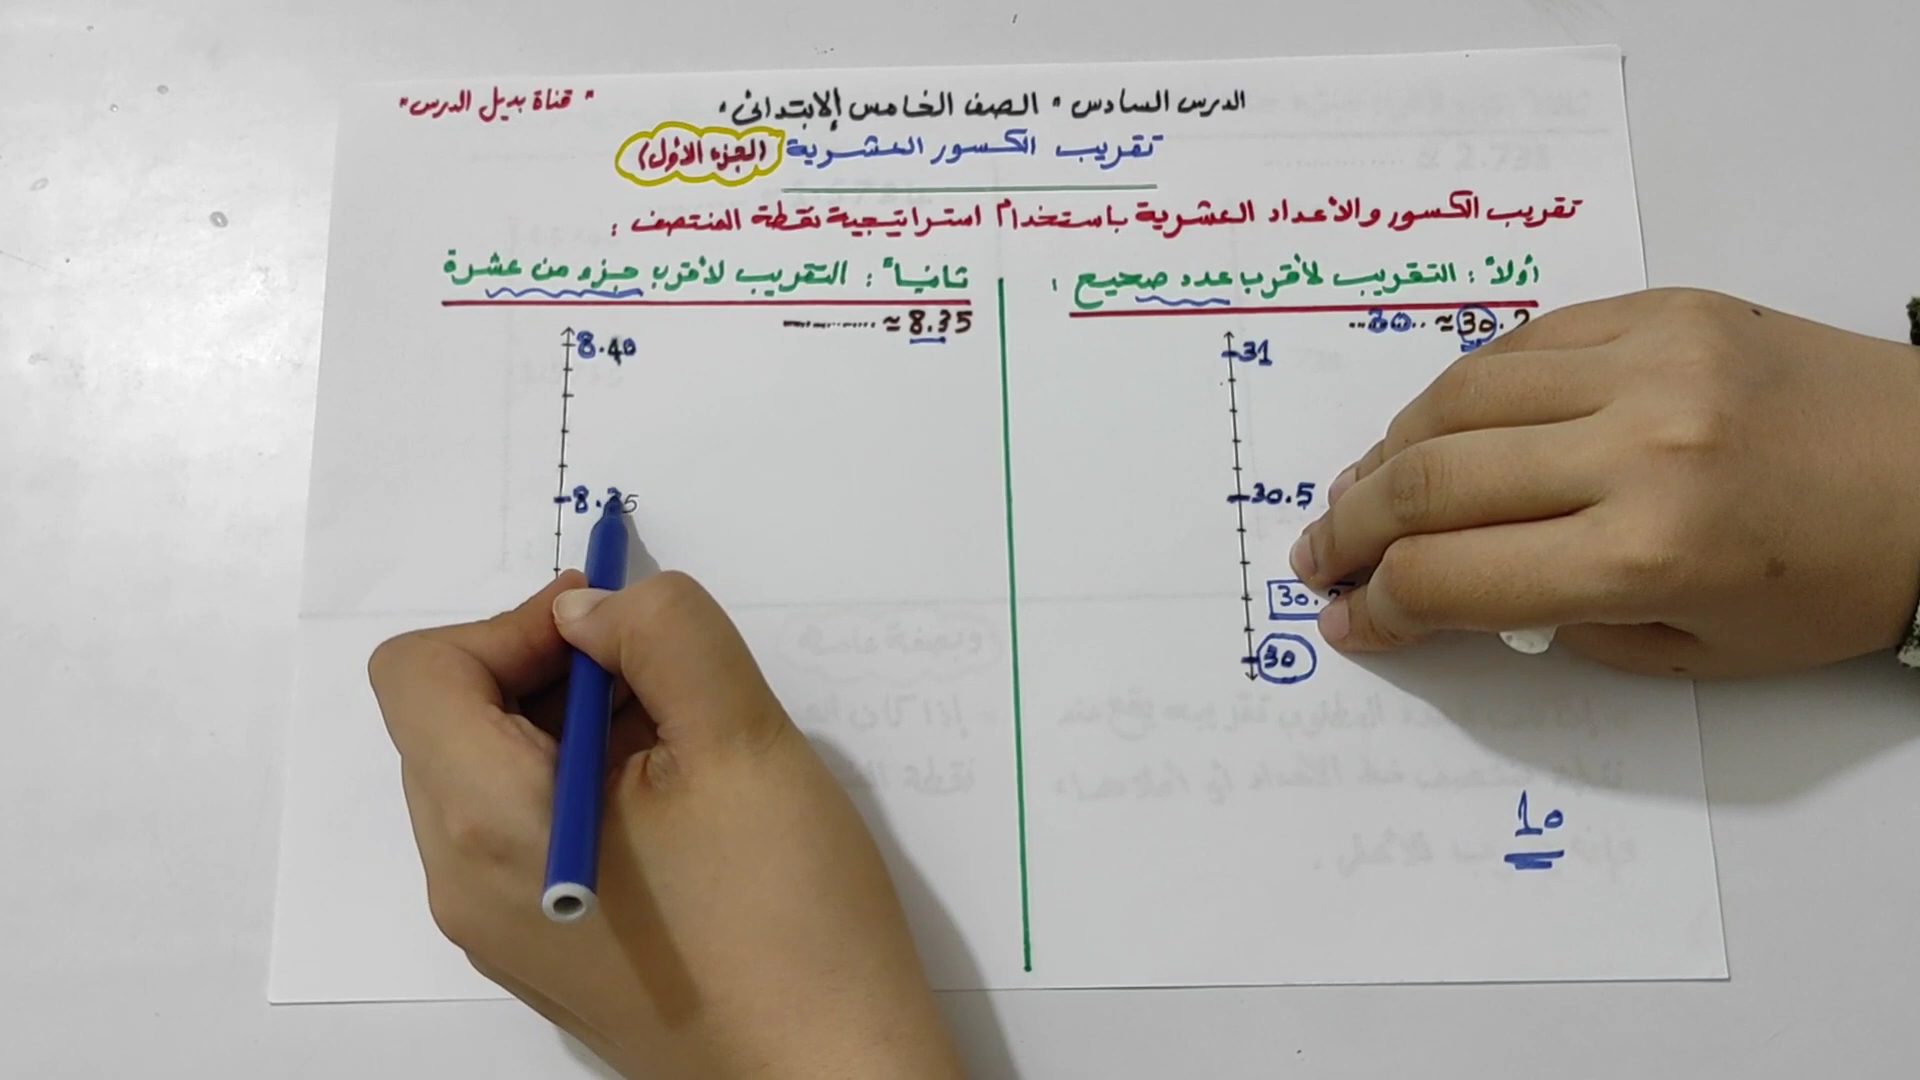 الدرس السادس " الصف الخامس الإبتدائى "
" قناة بديل الدرس "
تقريب الكسور العشرية (الجزء الأول)
تقريب الكسور والأعداد العشرية باستخدام استراتيجية نقطة المنتصف :
أولاً : التقريب لأقرب عدد صحيح :
30.2 ≈ ..30..
31
30.5
30.2
30
10
ثانياً : التقريب لأقرب جزء من عشرة
8.35 ≈ ............
8.40
8.35